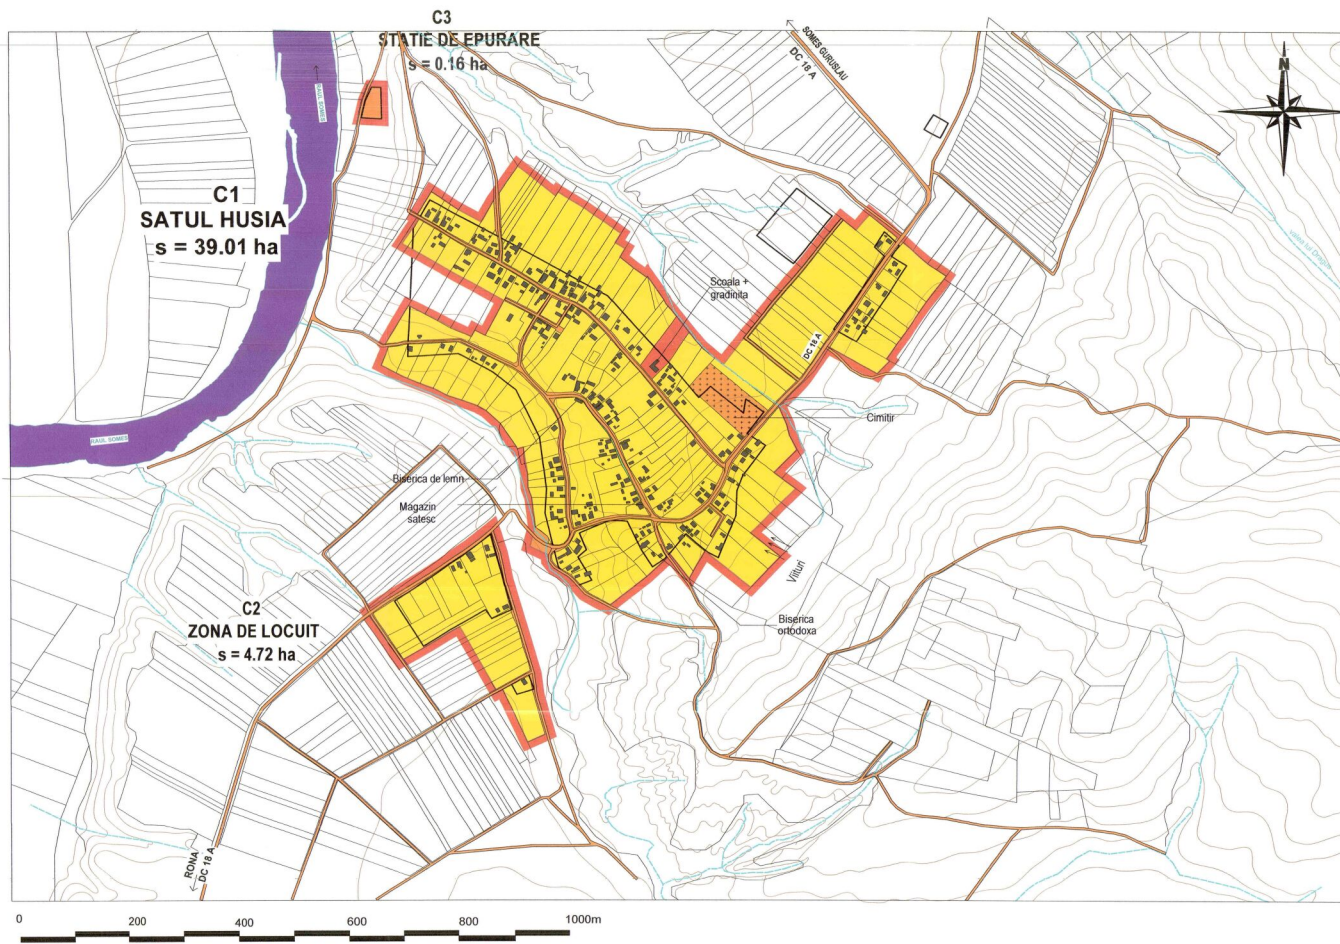 C3
STATIE DE EPURARE
s = 0.16 ha
SOMES GURUSLAU
DC 18 A
N
RAUL SOMES
C1
SATUL HUSIA
s = 39.01 ha
Scoala +
gradinita
DC 18 A
Cimitir
RAUL SOMES
Biserica de lemn
Magazin
satesc
Viituri
Biserica
ortodoxa
C2
ZONA DE LOCUIT
s = 4.72 ha
RONA
DC 18 A
0 200 400 600 800 1000m